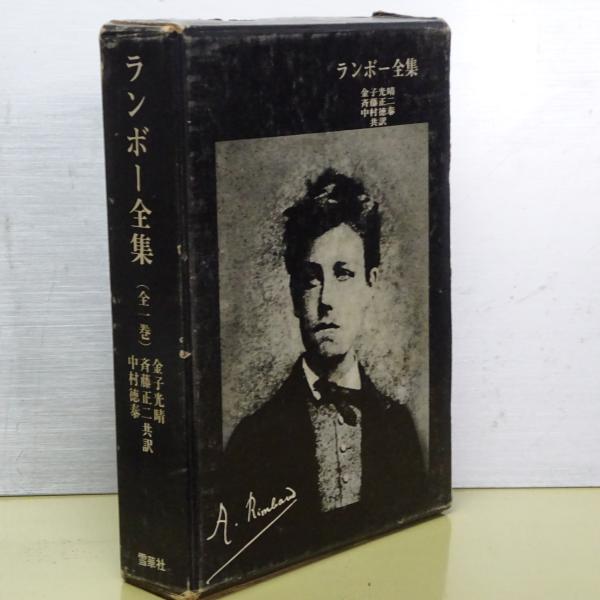 ランボー全集
(全一巻)
金子光晴
斉藤正二共訳
中村徳泰
雪華社
ランボー全集
金子光晴
斉藤正二
中村徳泰
共訳
A. Rimbaud